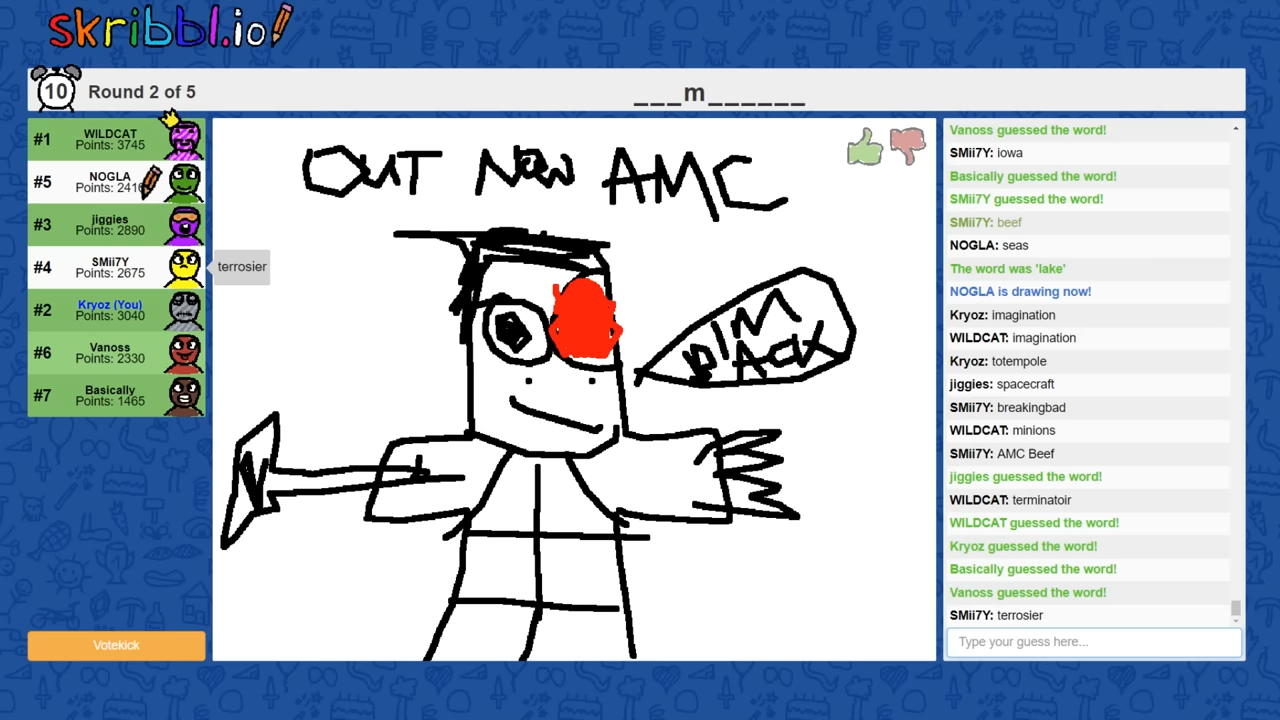 skribbl.io
10
Round 2 of 5
___m______
#1
WILDCAT
Points: 3745
#5
NOGLA
Points: 2416
#3
jiggies
Points: 2890
#4
SMii7Y
Points: 2675
terrosier
#2
Kryoz (You)
Points: 3040
#6
Vanoss
Points: 2330
#7
Basically
Points: 1465
Votekick
OUT NOW AMC
I'M
BACK
Vanoss guessed the word!
SMii7Y: iowa
Basically guessed the word!
SMii7Y guessed the word!
SMii7Y: beef
NOGLA: seas
The word was 'lake'
NOGLA is drawing now!
Kryoz: imagination
WILDCAT: imagination
Kryoz: totempole
jiggies: spacecraft
SMii7Y: breakingbad
WILDCAT: minions
SMii7Y: AMC Beef
jiggies guessed the word!
WILDCAT: terminatoir
WILDCAT guessed the word!
Kryoz guessed the word!
Basically guessed the word!
Vanoss guessed the word!
SMii7Y: terrosier
Type your guess here...